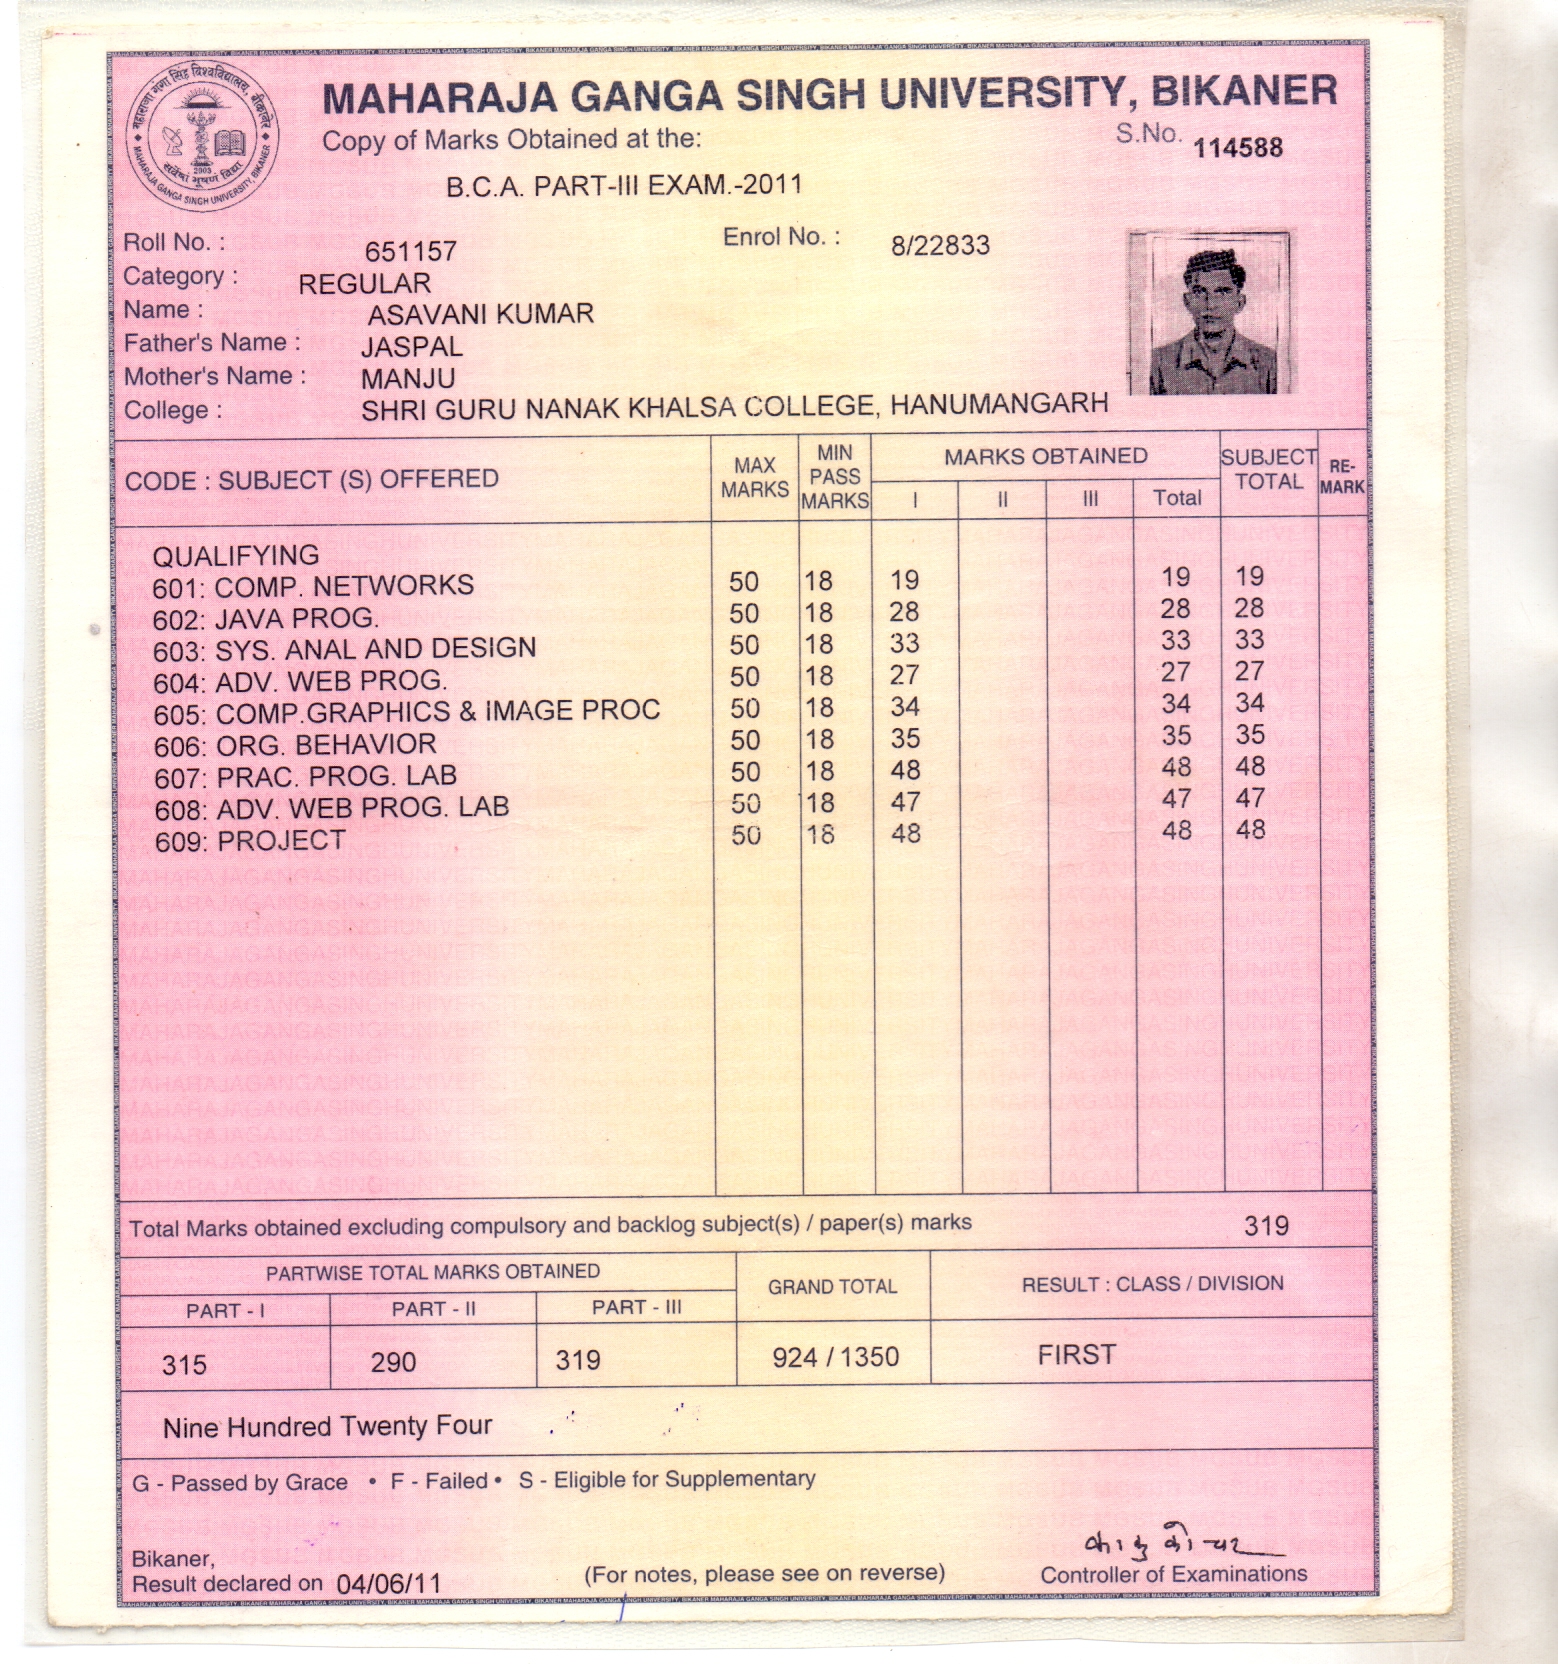 महाराजा गंगा सिंह विश्वविद्यालय, बीकानेर
2003
MAHARAJA GANGA SINGH UNIVERSITY, BIKANER
MAHARAJA GANGA SINGH UNIVERSITY, BIKANER
Copy of Marks Obtained at the:
S.No. 114588
B.C.A. PART-III EXAM.-2011
Roll No. : 651157 Enrol No. : 8/22833
Category : REGULAR
Name : ASAVANI KUMAR
Father's Name : JASPAL
Mother's Name : MANJU
College : SHRI GURU NANAK KHALSA COLLEGE, HANUMANGARH
CODE : SUBJECT (S) OFFERED MAX MARKS MIN PASS MARKS MARKS OBTAINED SUBJECT TOTAL RE-MARK
I II III Total
QUALIFYING
601: COMP. NETWORKS 50 18 19 19 19
602: JAVA PROG. 50 18 28 28 28
603: SYS. ANAL AND DESIGN 50 18 33 33 33
604: ADV. WEB PROG. 50 18 27 27 27
605: COMP.GRAPHICS & IMAGE PROC 50 18 34 34 34
606: ORG. BEHAVIOR 50 18 35 35 35
607: PRAC. PROG. LAB 50 18 48 48 48
608: ADV. WEB PROG. LAB 50 18 47 47 47
609: PROJECT 50 18 48 48 48
Total Marks obtained excluding compulsory and backlog subject(s) / paper(s) marks 319
PARTWISE TOTAL MARKS OBTAINED GRAND TOTAL RESULT : CLASS / DIVISION
PART - I PART - II PART - III
315 290 319 924 / 1350 FIRST
Nine Hundred Twenty Four
G - Passed by Grace • F - Failed • S - Eligible for Supplementary
Bikaner,
Result declared on 04/06/11 (For notes, please see on reverse) Controller of Examinations